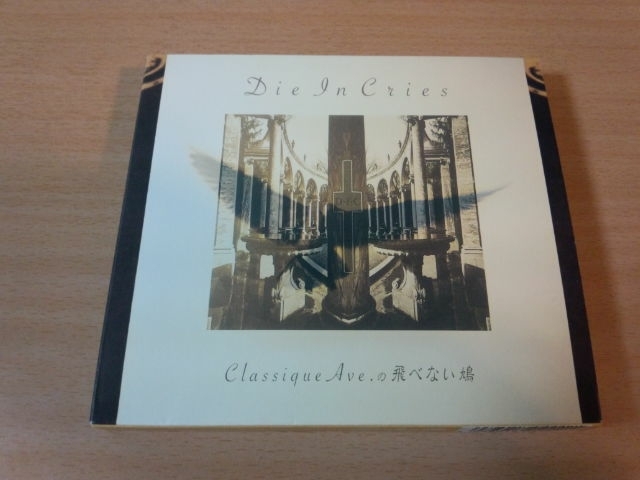 Die In Cries
D·I·C
Classique Ave.の飛べない鳩